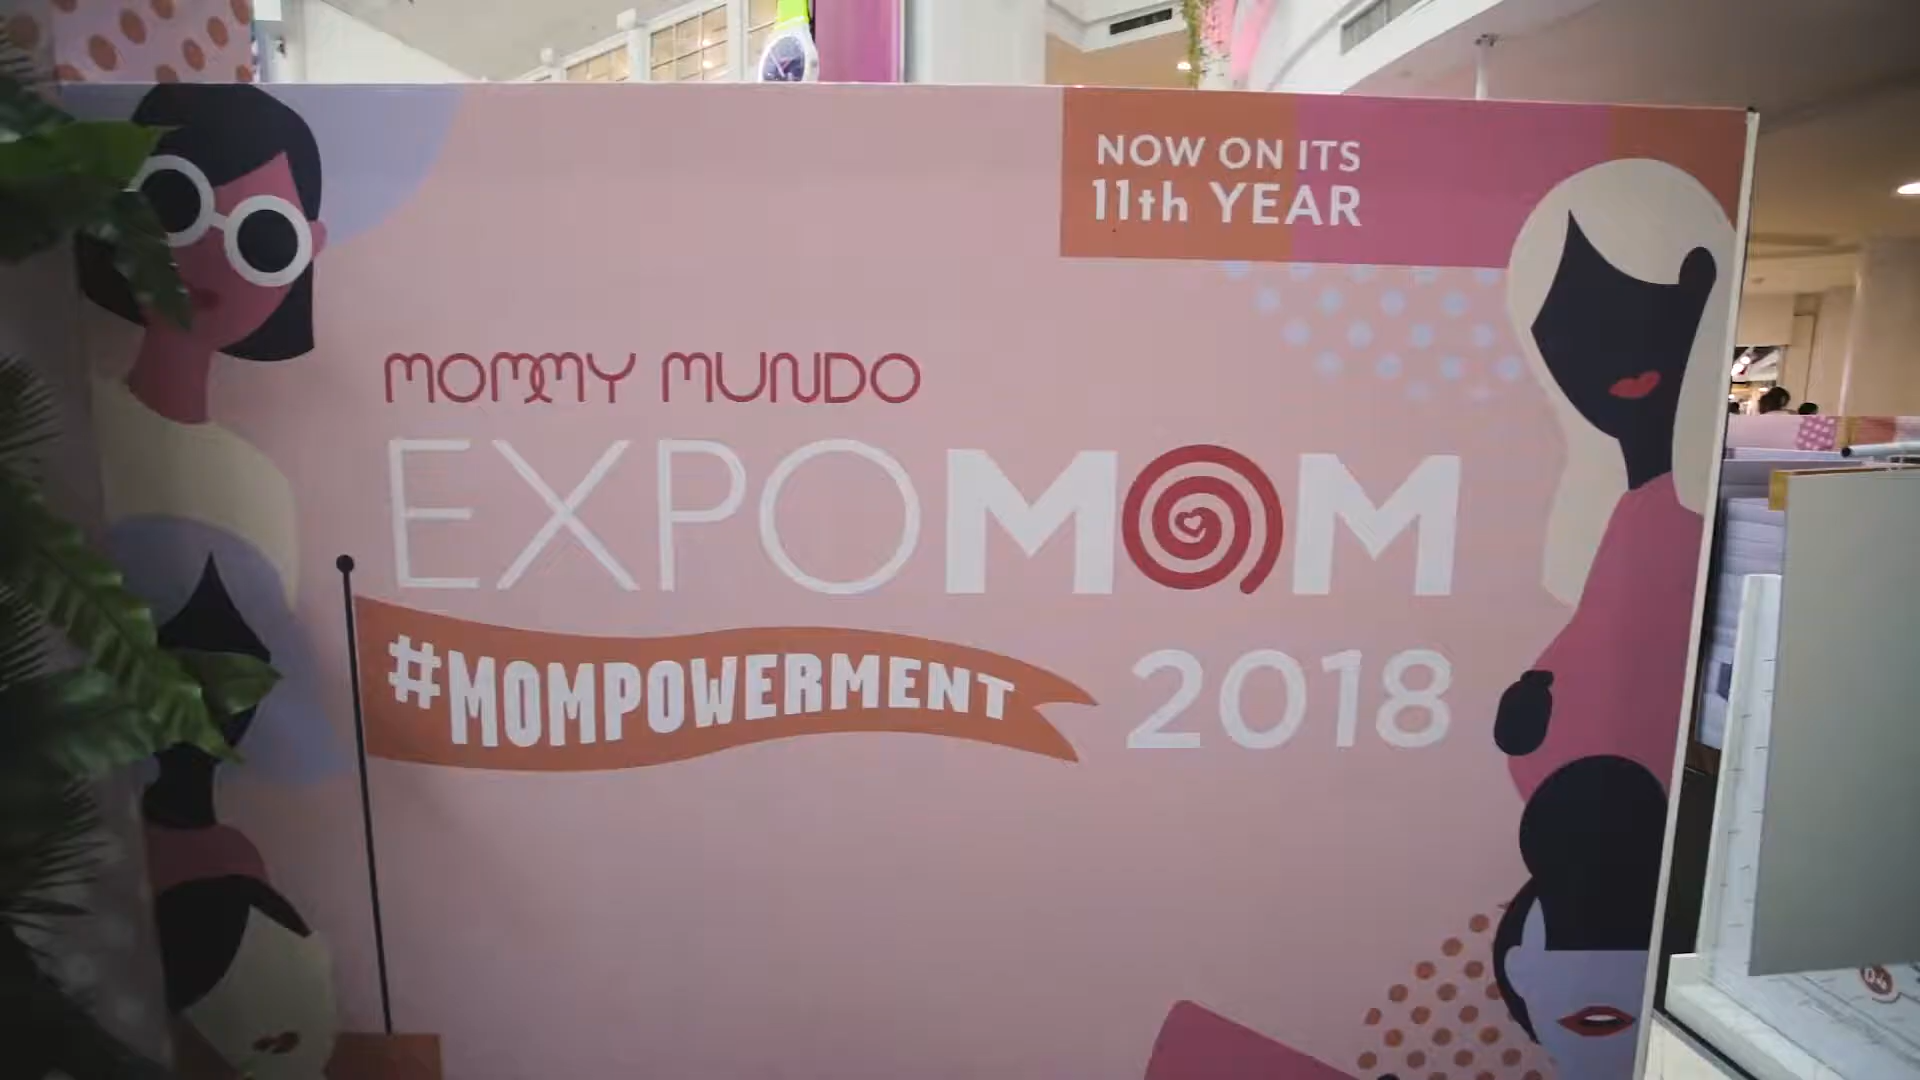 NOW ON ITS
11th YEAR
MOMMY MUNDO
EXPOMOM
#MOMPOWERMENT 2018